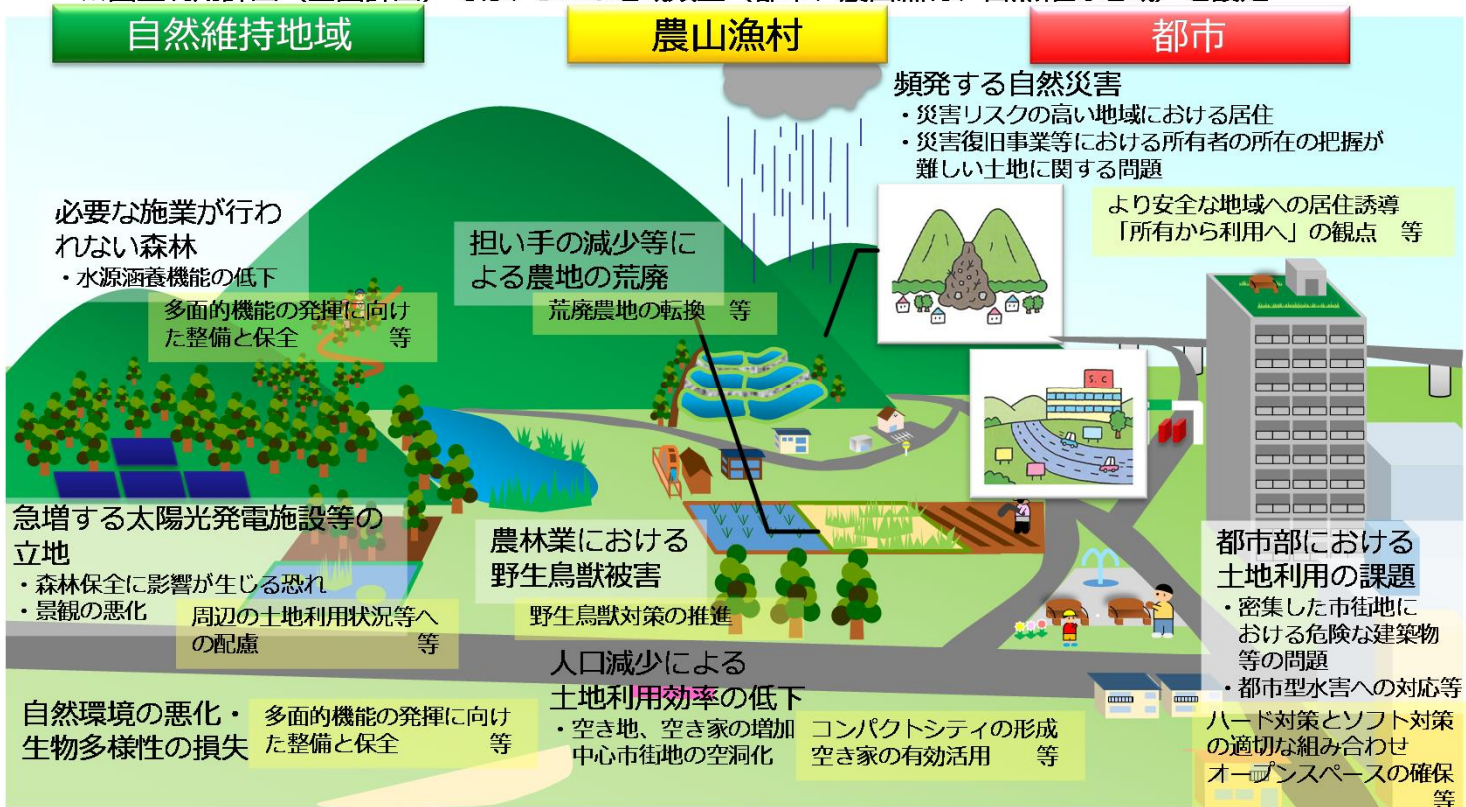 自然維持地域
農山漁村
都市
頻発する自然災害
・災害リスクの高い地域における居住
・災害復旧事業等における所有者の所在の把握が
難しい土地に関する問題
より安全な地域への居住誘導
「所有から利用へ」の観点 等
必要な施業が行わ
れない森林
・水源涵養機能の低下
多面的機能の発揮に向け
た整備と保全 等
担い手の減少等に
よる農地の荒廃
荒廃農地の転換 等
S. C
急増する太陽光発電施設等の
立地
・森林保全に影響が生じる恐れ
・景観の悪化
周辺の土地利用状況等へ
の配慮 等
農林業における
野生鳥獣被害
野生鳥獣対策の推進
都市部における
土地利用の課題
・密集した市街地に
おける危険な建築物
等の問題
・都市型水害への対応等
ハード対策とソフト対策
の適切な組み合わせ
オープンスペースの確保
等
自然環境の悪化・
生物多様性の損失
多面的機能の発揮に向け
た整備と保全 等
人口減少による
土地利用効率の低下
・空き地、空き家の増加
中心市街地の空洞化
コンパクトシティの形成
空き家の有効活用 等